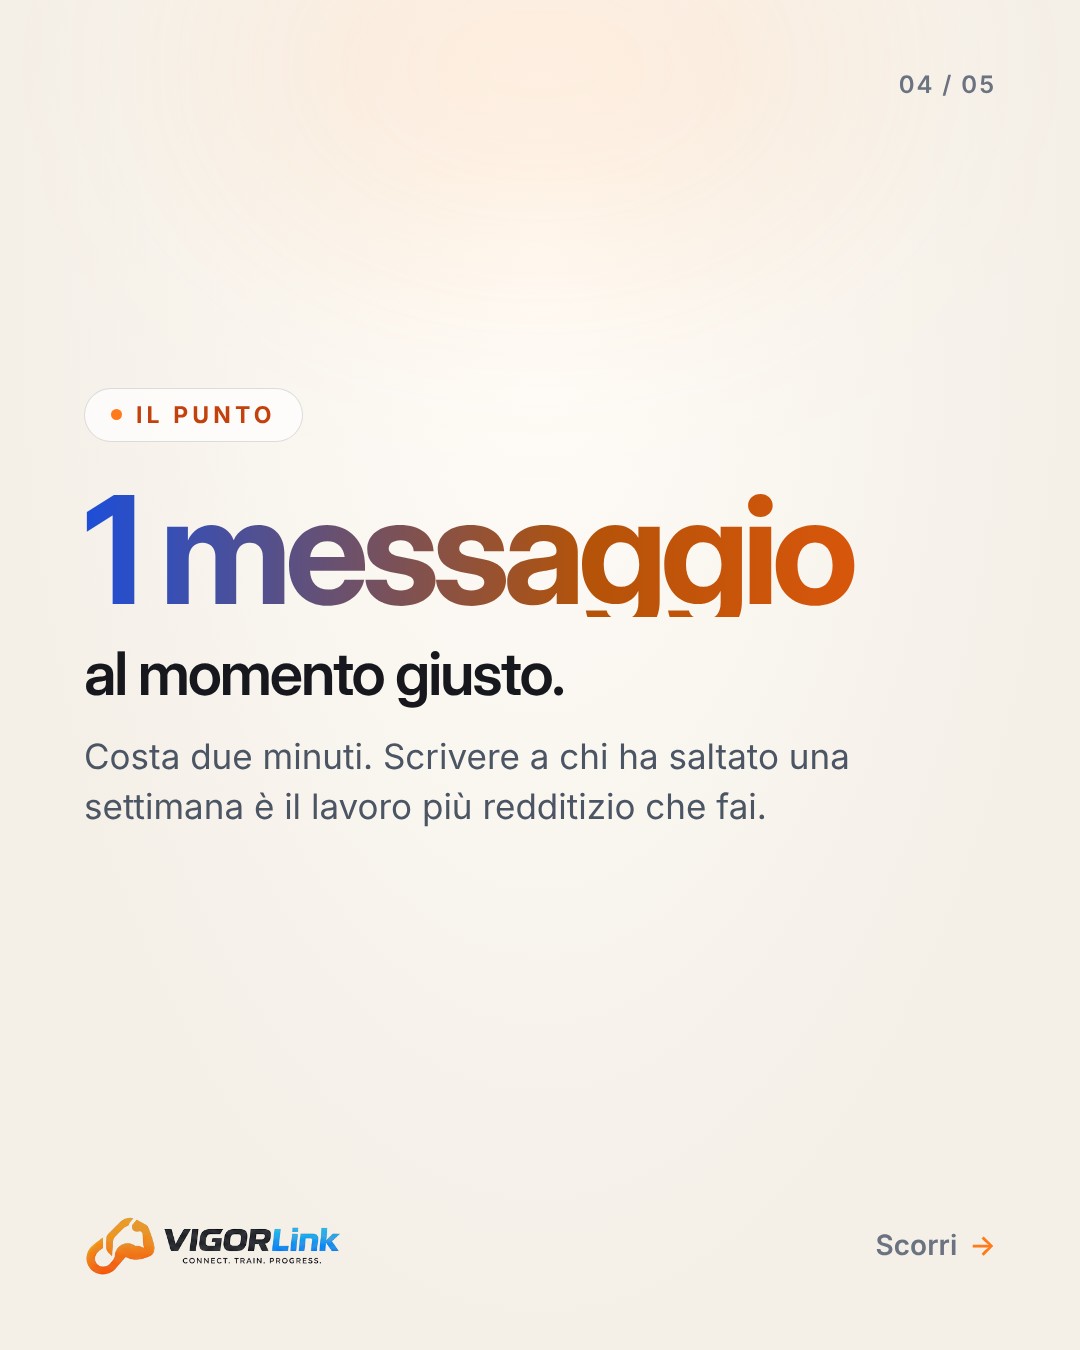 04 / 05
IL PUNTO
1 messaggio
al momento giusto.
Costa due minuti. Scrivere a chi ha saltato una
settimana è il lavoro più redditizio che fai.
VIGORLink
CONNECT. TRAIN. PROGRESS.
Scorri →